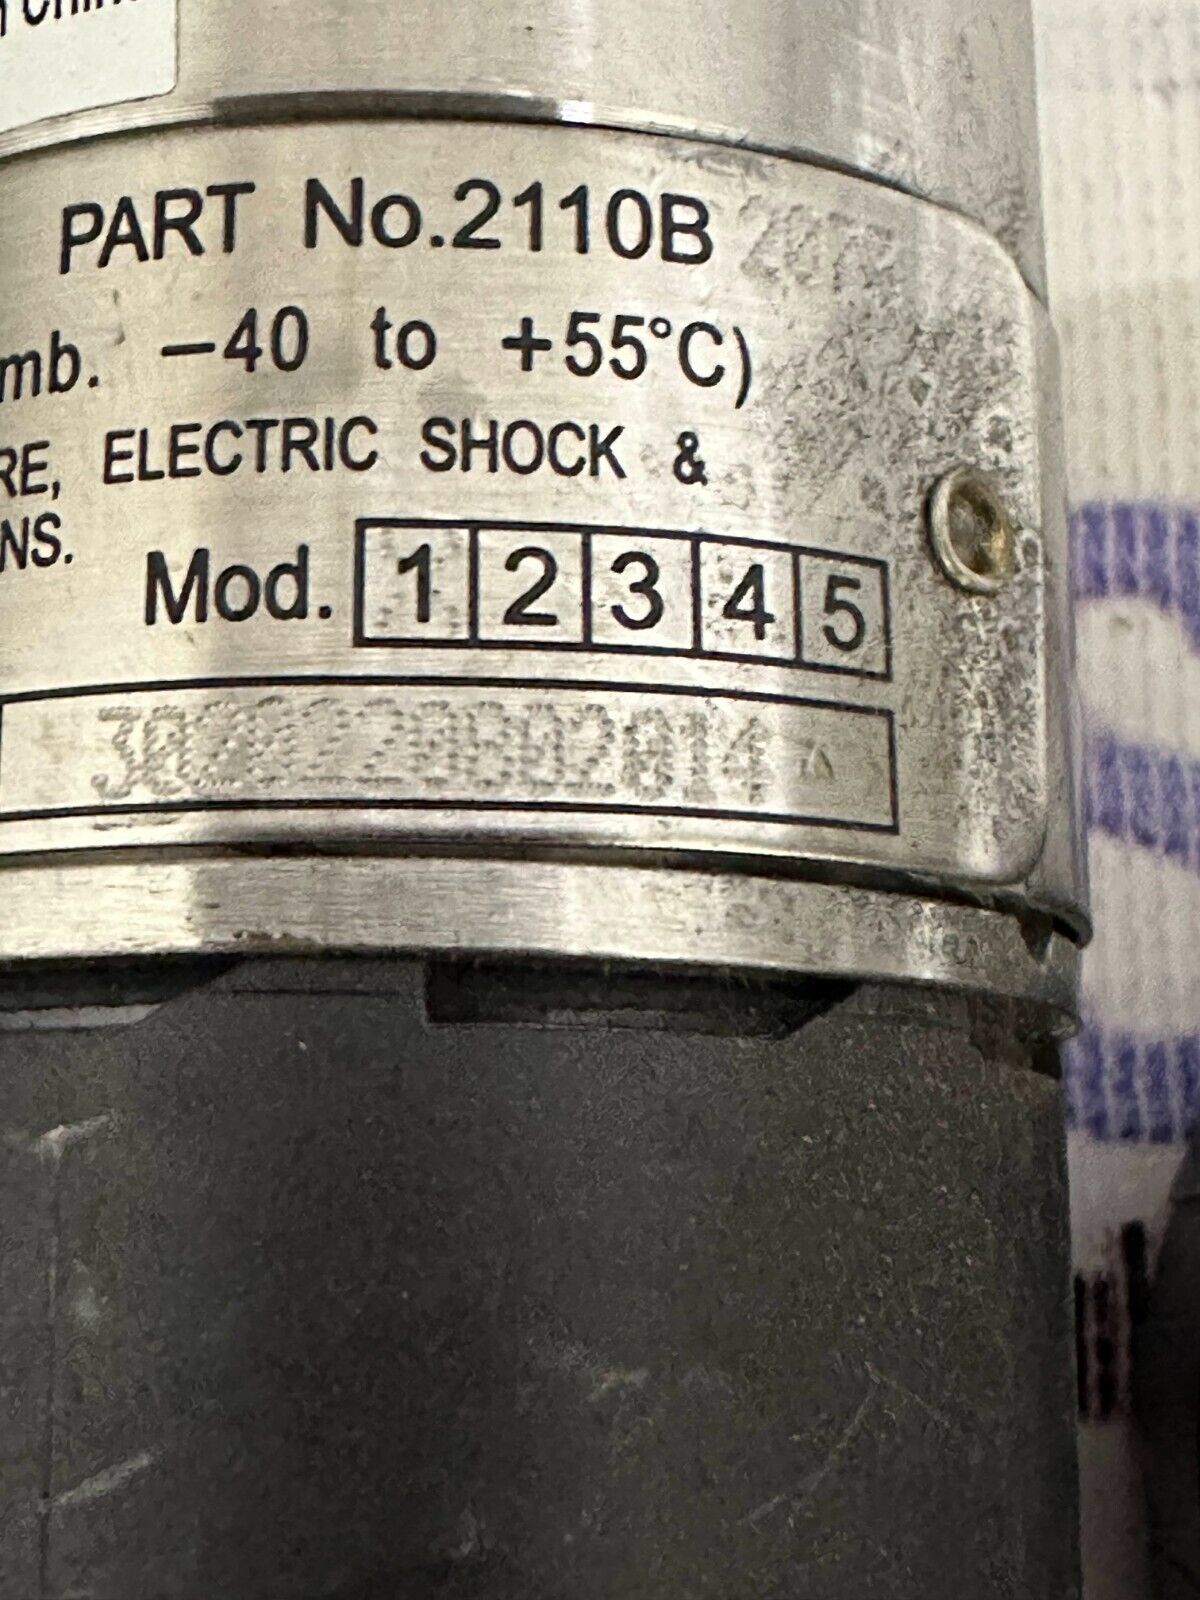 PART No.2110B
mb. -40 to +55°C)
RE, ELECTRIC SHOCK &
NS.
Mod. 1 2 3 4 5